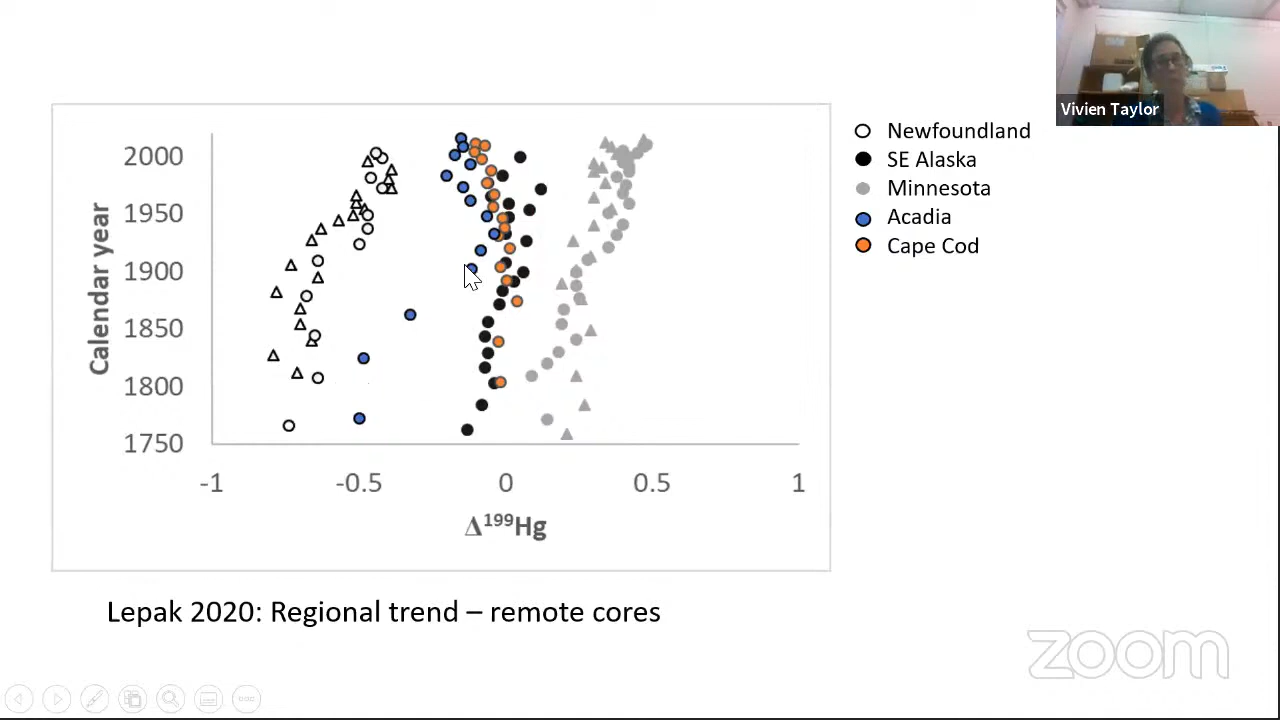 Vivien Taylor
Newfoundland
SE Alaska
Minnesota
Acadia
Cape Cod
Calendar year
2000
1950
1900
1850
1800
1750
-1
-0.5
0
0.5
1
Δ¹⁹⁹Hg
Lepak 2020: Regional trend – remote cores
zoom